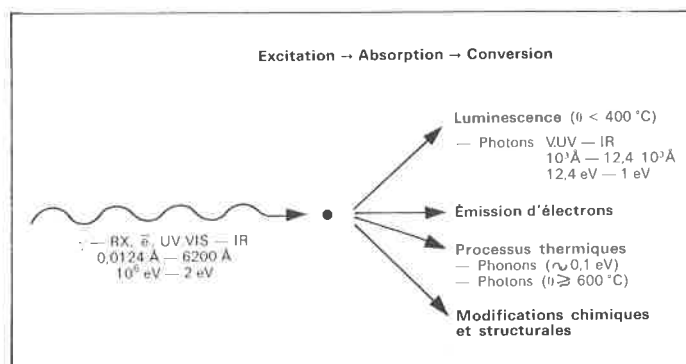 Excitation → Absorption → Conversion
Luminescence (θ < 400 °C)
— Photons V.UV — IR
10³Å — 12,4 10³Å
12,4 eV — 1 eV
Émission d'électrons
— RX, e̅, UV.VIS — IR
0,0124 Å — 6200 Å
10⁶ eV — 2 eV
Processus thermiques
— Phonons (∿ 0,1 eV)
— Photons (θ ⩾ 600 °C)
Modifications chimiques
et structurales